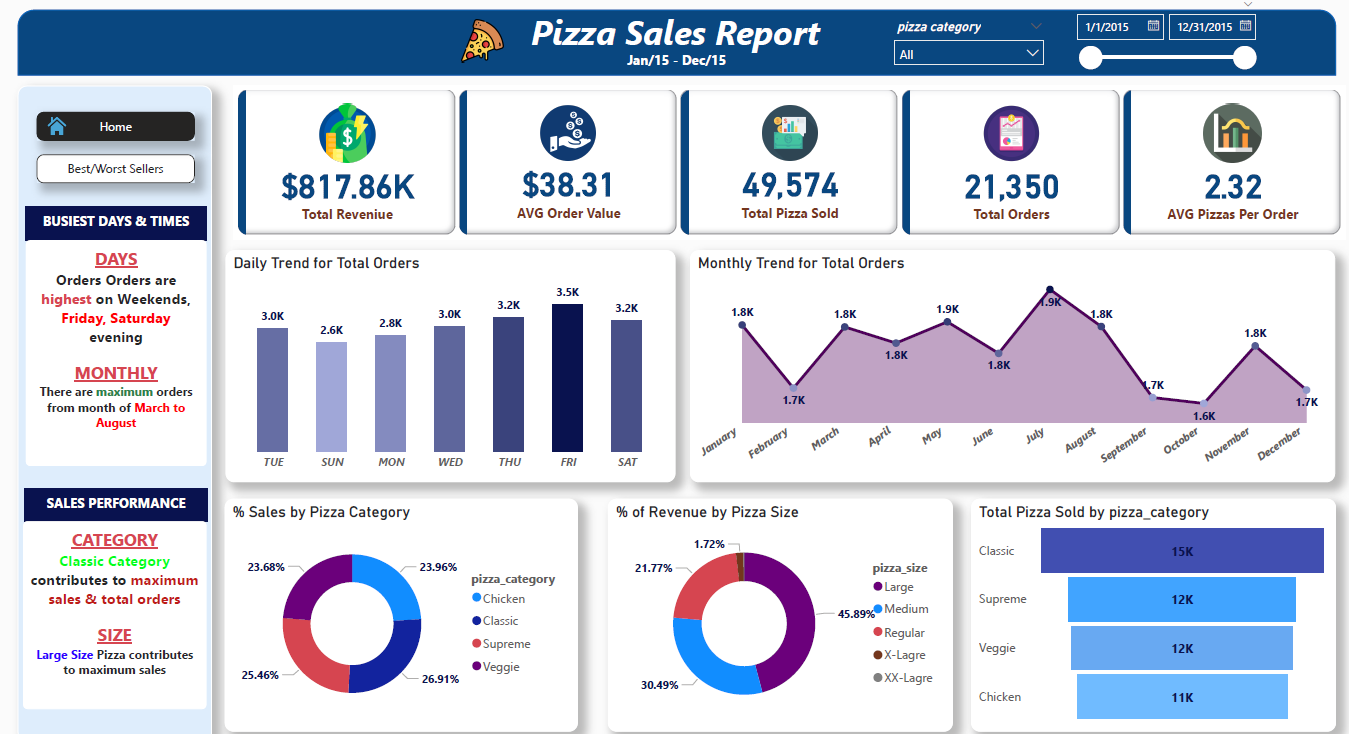 Pizza Sales Report
Jan/15 - Dec/15
pizza category
All
1/1/2015
12/31/2015
Home
Best/Worst Sellers
BUSIEST DAYS & TIMES
DAYS
Orders Orders are
highest on Weekends,
Friday, Saturday
evening
MONTHLY
There are maximum orders
from month of March to
August
SALES PERFORMANCE
CATEGORY
Classic Category
contributes to maximum
sales & total orders
SIZE
Large Size Pizza contributes
to maximum sales
$817.86K
Total Reveniue
$38.31
AVG Order Value
49,574
Total Pizza Sold
21,350
Total Orders
2.32
AVG Pizzas Per Order
Daily Trend for Total Orders
3.0K
2.6K
2.8K
3.0K
3.2K
3.5K
3.2K
TUE
SUN
MON
WED
THU
FRI
SAT
Monthly Trend for Total Orders
1.8K
1.7K
1.8K
1.8K
1.9K
1.8K
1.9K
1.8K
1.7K
1.6K
1.8K
1.7K
January
February
March
April
May
June
July
August
September
October
November
December
% Sales by Pizza Category
23.68%
23.96%
25.46%
26.91%
pizza_category
Chicken
Classic
Supreme
Veggie
% of Revenue by Pizza Size
1.72%
21.77%
45.89%
30.49%
pizza_size
Large
Medium
Regular
X-Lagre
XX-Lagre
Total Pizza Sold by pizza_category
Classic
15K
Supreme
12K
Veggie
12K
Chicken
11K